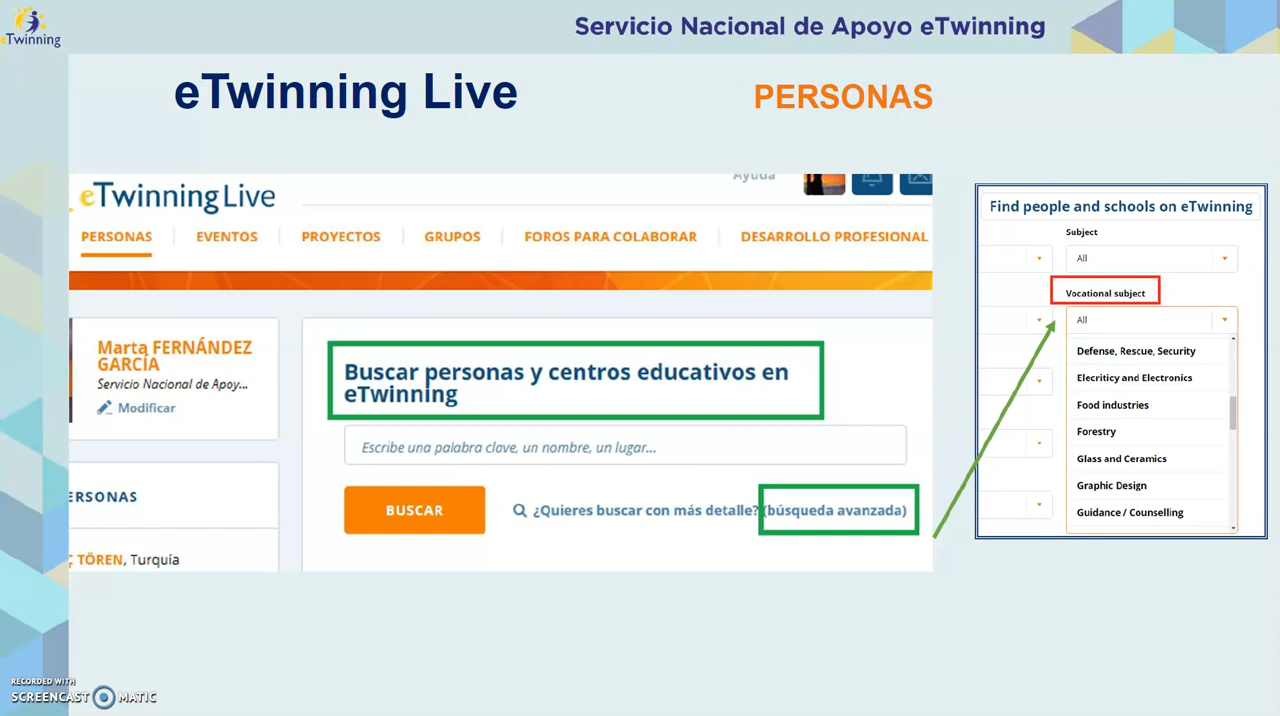 eTwinning
Servicio Nacional de Apoyo eTwinning
eTwinning Live
PERSONAS
Ayuda
eTwinning Live
PERSONAS
EVENTOS
PROYECTOS
GRUPOS
FOROS PARA COLABORAR
DESARROLLO PROFESIONAL
Marta FERNÁNDEZ
GARCÍA
Servicio Nacional de Apoy...
Modificar
ERSONAS
TÖREN, Turquía
Buscar personas y centros educativos en
eTwinning
Escribe una palabra clave, un nombre, un lugar...
BUSCAR
¿Quieres buscar con más detalle? (búsqueda avanzada)
Find people and schools on eTwinning
Subject
All
Vocational subject
All
Defense, Rescue, Security
Elecriticy and Electronics
Food industries
Forestry
Glass and Ceramics
Graphic Design
Guidance / Counselling
RECORDED WITH
SCREENCAST MATIC